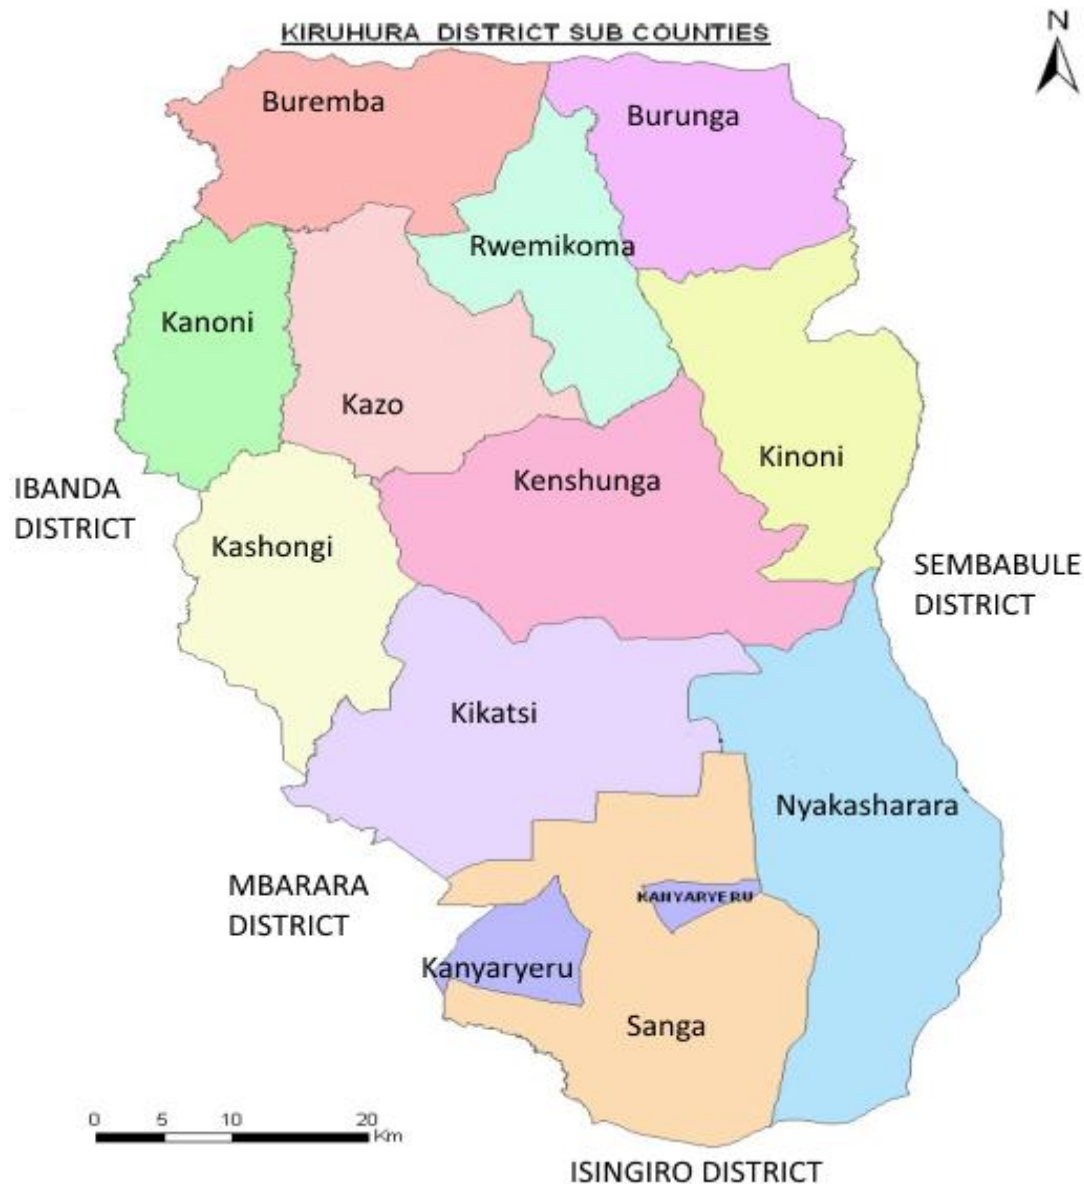 KIRUHURA DISTRICT SUB COUNTIES
N
Buremba
Burunga
Rwemikoma
Kanoni
Kazo
Kinoni
Kenshunga
IBANDA
DISTRICT
Kashongi
SEMBABULE
DISTRICT
Kikatsi
Nyakasharara
MBARARA
DISTRICT
KANYARYERU
Kanyaryeru
Sanga
0 5 10 20
Km
ISINGIRO DISTRICT